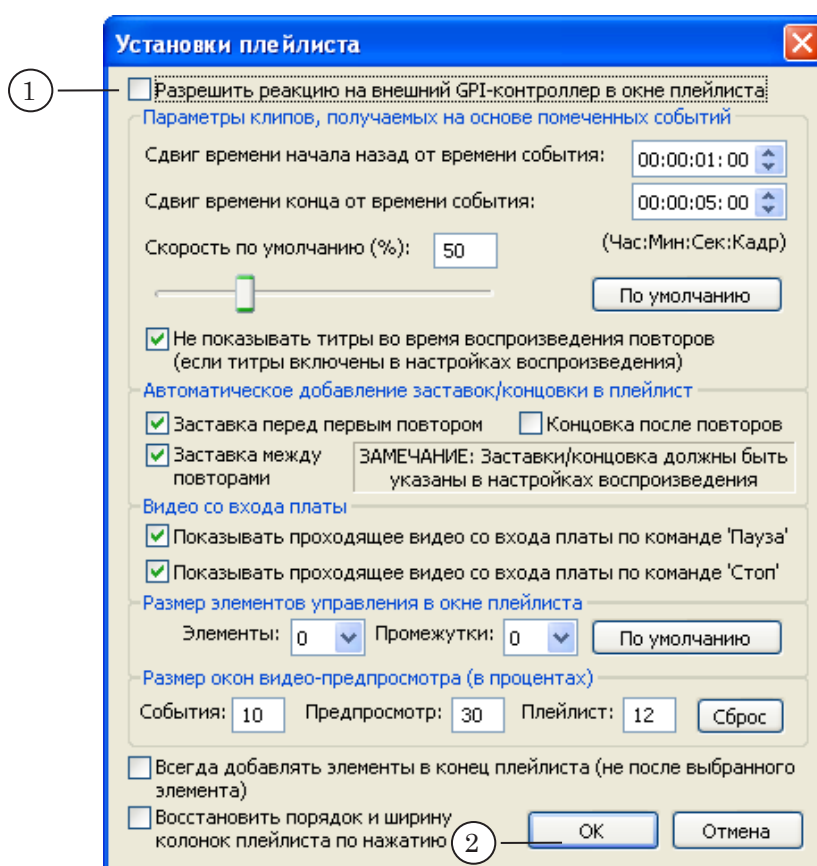 Установки плейлиста
1
Разрешить реакцию на внешний GPI-контроллер в окне плейлиста
Параметры клипов, получаемых на основе помеченных событий
Сдвиг времени начала назад от времени события: 00:00:01:00
Сдвиг времени конца от времени события: 00:00:05:00
Скорость по умолчанию (%): 50 (Час:Мин:Сек:Кадр)
По умолчанию
Не показывать титры во время воспроизведения повторов
(если титры включены в настройках воспроизведения)
Автоматическое добавление заставок/концовки в плейлист
Заставка перед первым повтором Концовка после повторов
Заставка между ЗАМЕЧАНИЕ: Заставки/концовка должны быть
повторами указаны в настройках воспроизведения
Видео со входа платы
Показывать проходящее видео со входа платы по команде 'Пауза'
Показывать проходящее видео со входа платы по команде 'Стоп'
Размер элементов управления в окне плейлиста
Элементы: 0 Промежутки: 0 По умолчанию
Размер окон видео-предпросмотра (в процентах)
События: 10 Предпросмотр: 30 Плейлист: 12 Сброс
Всегда добавлять элементы в конец плейлиста (не после выбранного
элемента)
Восстановить порядок и ширину
колонок плейлиста по нажатию 2 OK Отмена